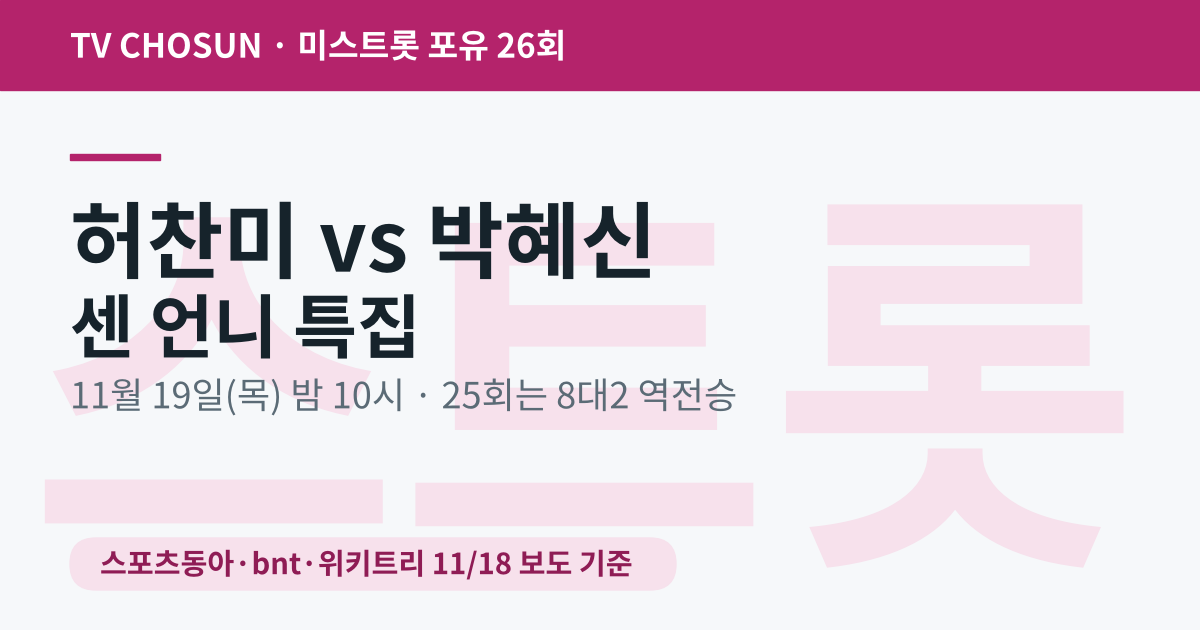 TV CHOSUN · 미스트롯 포유 26회
허찬미 vs 박혜신
센 언니 특집
11월 19일(목) 밤 10시 · 25회는 8대2 역전승
스트롯
스포츠동아·bnt·위키트리 11/18 보도 기준